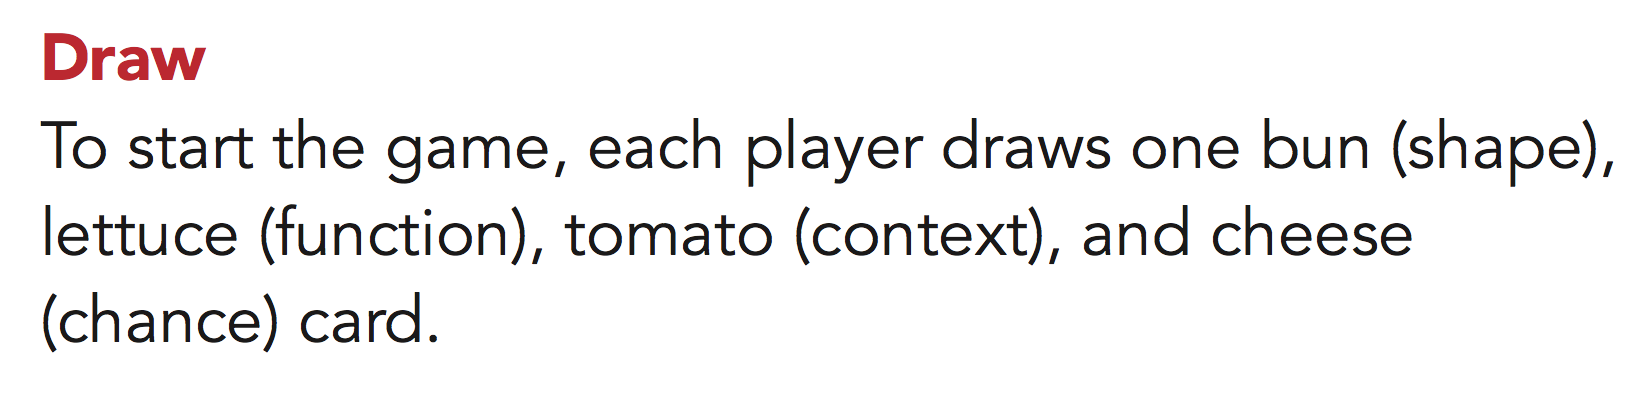 Draw
To start the game, each player draws one bun (shape),
lettuce (function), tomato (context), and cheese
(chance) card.